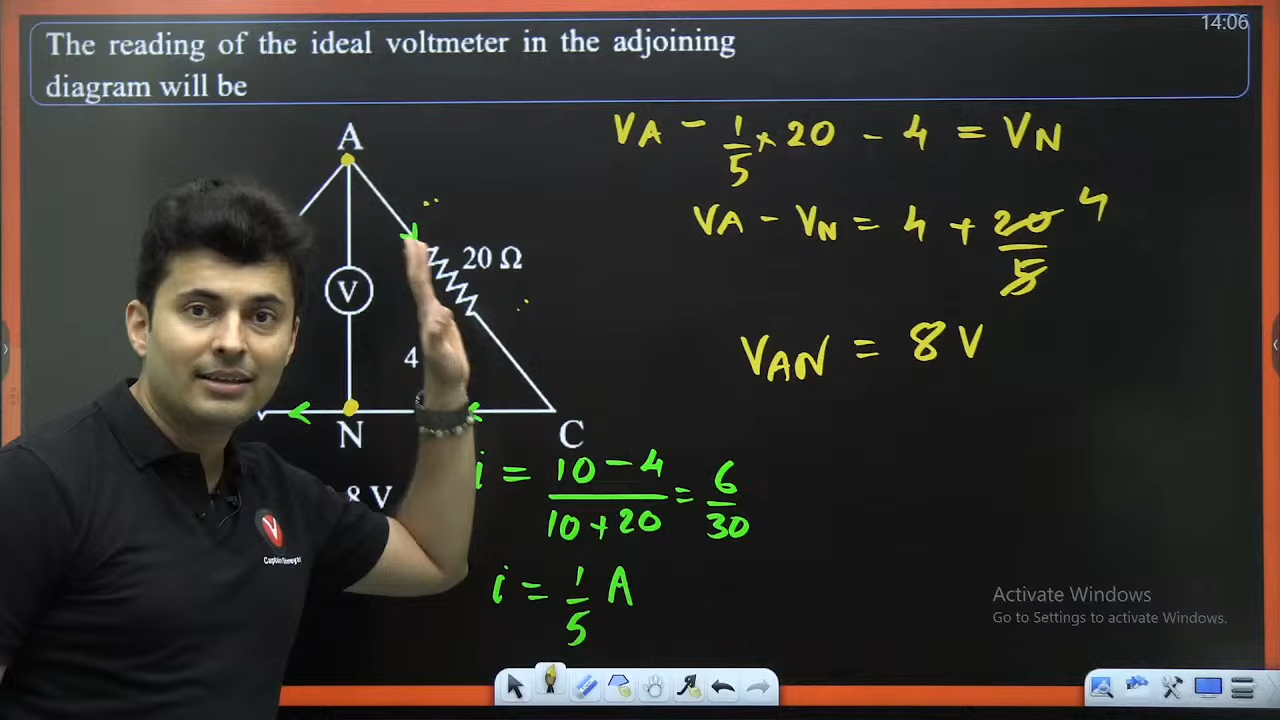 14:06
The reading of the ideal voltmeter in the adjoining
diagram will be
A
20 Ω
V
4
N
C
8 V
VA - 1/5 × 20 - 4 = VN
VA - VN = 4 + 20/5 4
VAN = 8 V
i = 10 - 4 / 10 + 20 = 6/30
i = 1/5 A
V
Activate Windows
Go to Settings to activate Windows.